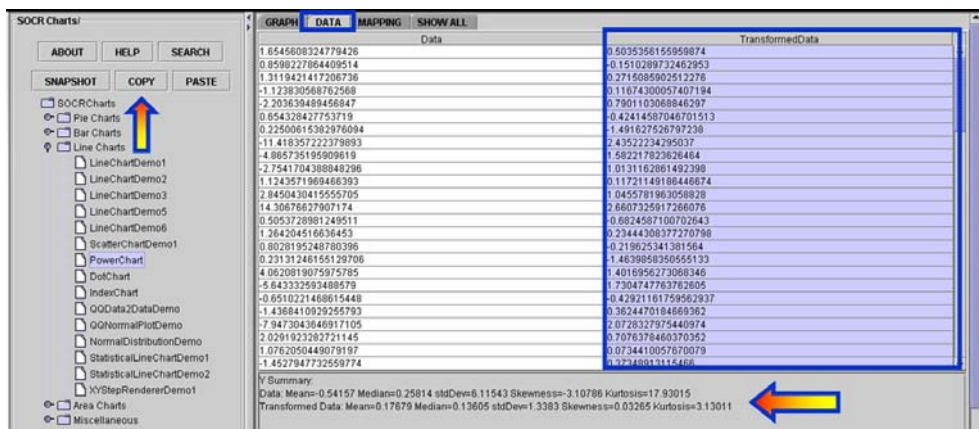 SOCR Charts/
ABOUT HELP SEARCH
SNAPSHOT COPY PASTE
SOCRCharts
Pie Charts
Bar Charts
Line Charts
LineChartDemo1
LineChartDemo2
LineChartDemo3
LineChartDemo5
LineChartDemo6
ScatterChartDemo1
PowerChart
DotChart
IndexChart
QQData2DataDemo
QQNormalPlotDemo
NormalDistributionDemo
StatisticalLineChartDemo1
StatisticalLineChartDemo2
XYStepRendererDemo1
Area Charts
Miscellaneous
GRAPH DATA MAPPING SHOW ALL
Data TransformedData
1.6545608324779426 0.5035356155959874
0.8598227864409514 -0.1510289732462953
1.31194214172067​36 0.2715085902512276
-1.123830568762568 0.11674300057407194
-2.203639489456847 0.7901103068846297
0.654328427753719 -0.42414587046701513
0.22500615382976094 -1.491627526797238
-11.418357222379893 2.43522234295037
-4.865735195909619 1.582217823626464
-2.7541704388848296 1.0131162861492398
1.1243571969466393 0.11721149186446674
2.8450430415555705 1.0455781963058828
14.30676627907174 2.6607325917266076
0.5053728981249511 -0.6824587100702643
1.264204516636453 0.23444308377270798
0.8028195248780396 -0.219625341381564
0.23131246155129706 -1.4639858350555133
4.0620819075975785 1.4016956273068346
-5.643332593488579 1.7304747763762605
-0.6510221468615448 -0.42921161759562937
-1.4368410929255793 0.3624470184669362
-7.9473043646917105 2.0728327975440974
2.0291923282721145 0.7076378460370352
1.0762050449079197 0.0734410057670079
-1.4527947732559774 0.37348913115466
Y Summary:
Data: Mean=-0.54157 Median=0.25814 stdDev=6.11543 Skewness=-3.10786 Kurtosis=17.93015
Transformed Data: Mean=0.17679 Median=0.13605 stdDev=1.3383 Skewness=0.03265 Kurtosis=3.13011